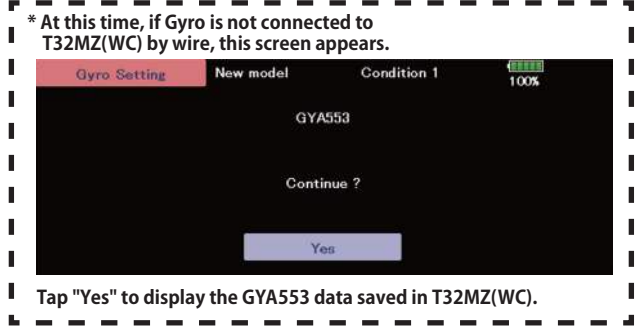 * At this time, if Gyro is not connected to
T32MZ(WC) by wire, this screen appears.
Gyro Setting New model Condition 1 100%
GYA553
Continue ?
Yes
Tap "Yes" to display the GYA553 data saved in T32MZ(WC).